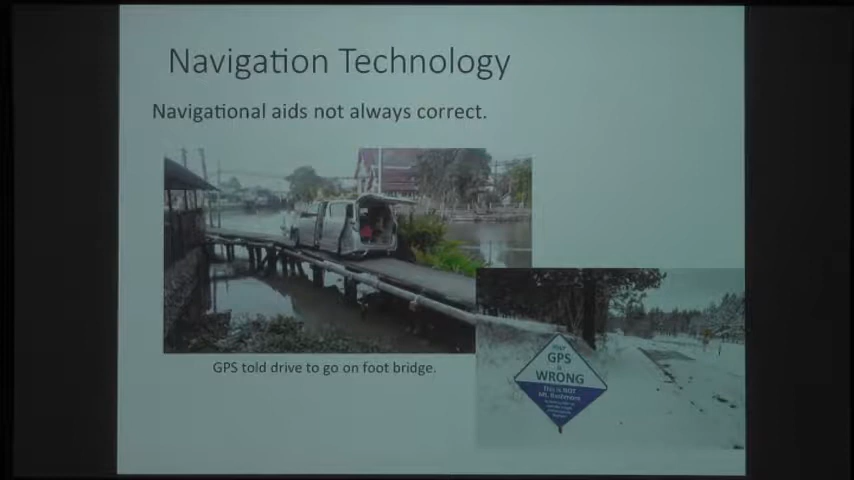 Navigation Technology
Navigational aids not always correct.
GPS told drive to go on foot bridge.
YOUR
GPS
IS
WRONG
This is NOT
Mt. Rushmore